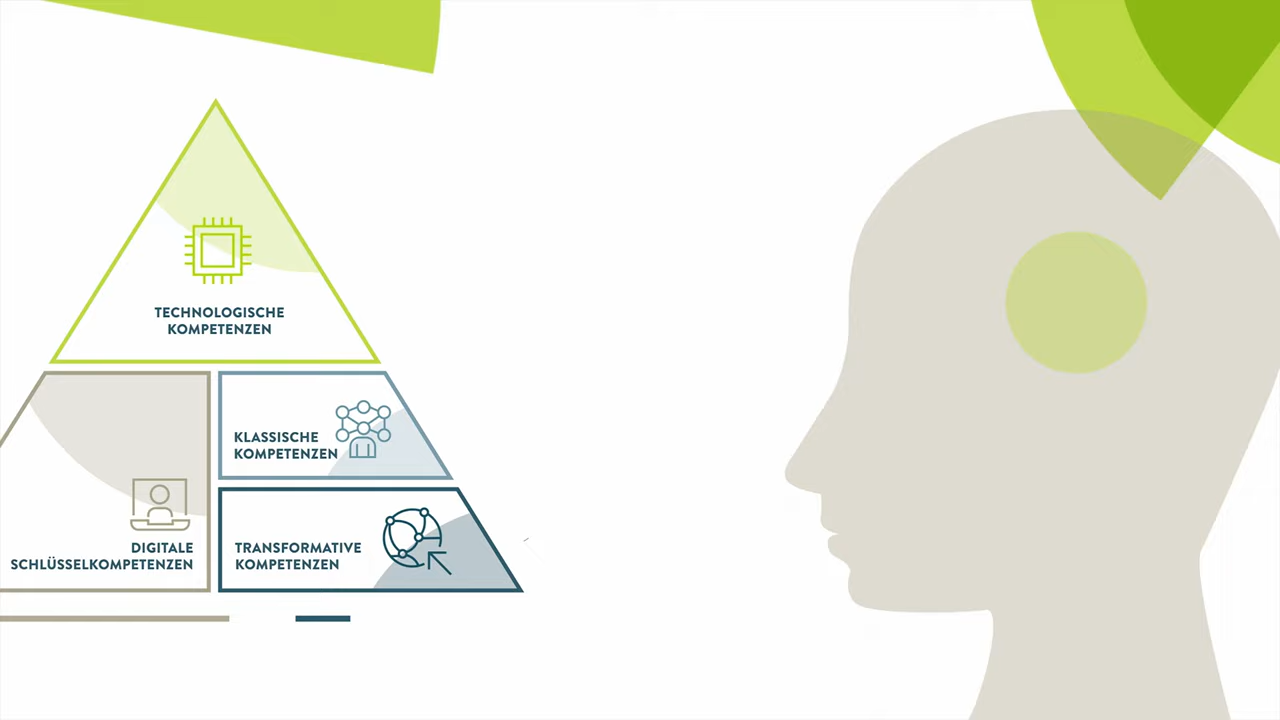 TECHNOLOGISCHE
KOMPETENZEN
KLASSISCHE
KOMPETENZEN
DIGITALE
SCHLÜSSELKOMPETENZEN
TRANSFORMATIVE
KOMPETENZEN